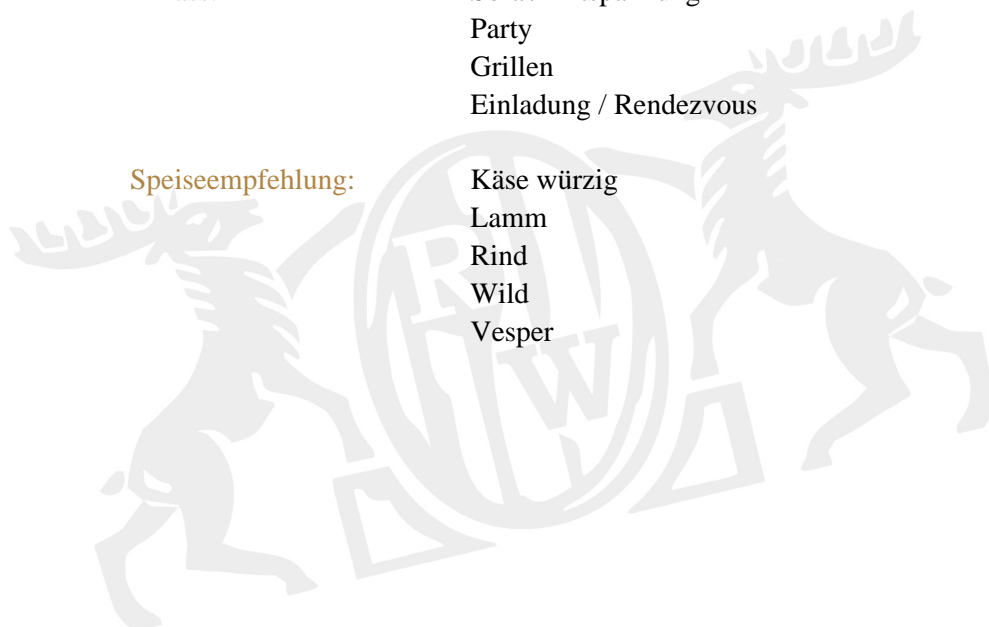 Party
Grillen
Einladung / Rendezvous
Speiseempfehlung: Käse würzig
Lamm
Rind
Wild
Vesper
R
W